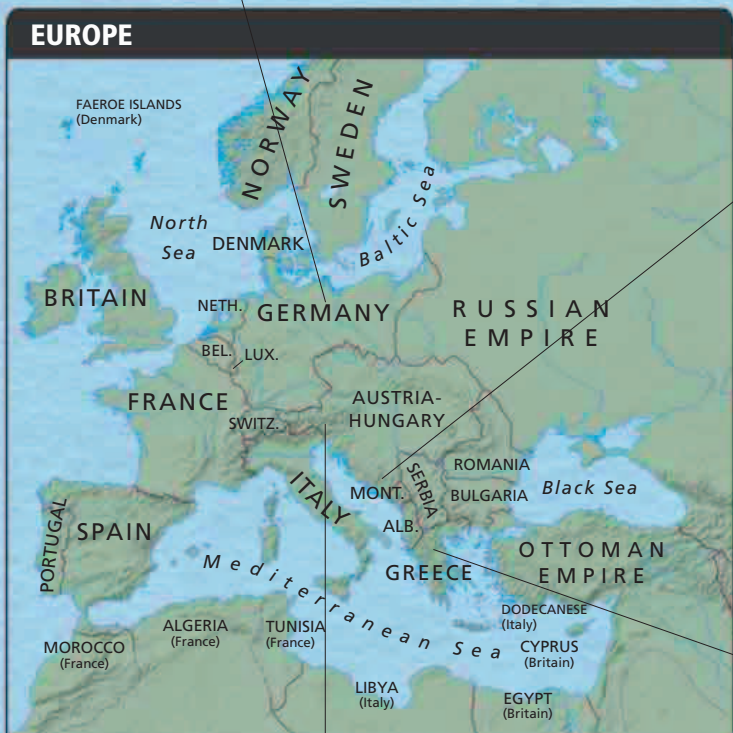 EUROPE
FAEROE ISLANDS
(Denmark)
NORWAY
SWEDEN
North
Sea
DENMARK
Baltic Sea
BRITAIN
NETH.
GERMANY
RUSSIAN
EMPIRE
BEL.
LUX.
FRANCE
AUSTRIA-
HUNGARY
SWITZ.
ROMANIA
SERBIA
ITALY
MONT.
BULGARIA
Black Sea
ALB.
PORTUGAL
SPAIN
OTTOMAN
EMPIRE
GREECE
Mediterranean Sea
DODECANESE
(Italy)
ALGERIA
(France)
TUNISIA
(France)
MOROCCO
(France)
CYPRUS
(Britain)
LIBYA
(Italy)
EGYPT
(Britain)